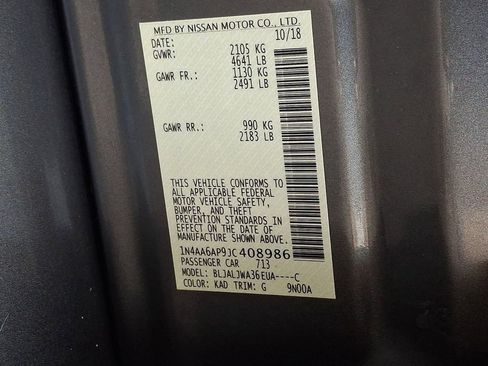 MFD BY NISSAN MOTOR CO., LTD.
DATE: 10/18
GVWR: 2105 KG
4641 LB
GAWR FR.: 1130 KG
2491 LB
GAWR RR.: 990 KG
2183 LB
THIS VEHICLE CONFORMS TO
ALL APPLICABLE FEDERAL
MOTOR VEHICLE SAFETY,
BUMPER, AND THEFT
PREVENTION STANDARDS IN
EFFECT ON THE DATE OF
MANUFACTURE SHOWN ABOVE.
1N4AA6AP9JC408986
PASSENGER CAR 713
MODEL: BLJALJWA36EUA----C
COLOR: KAD TRIM: G 9N00A